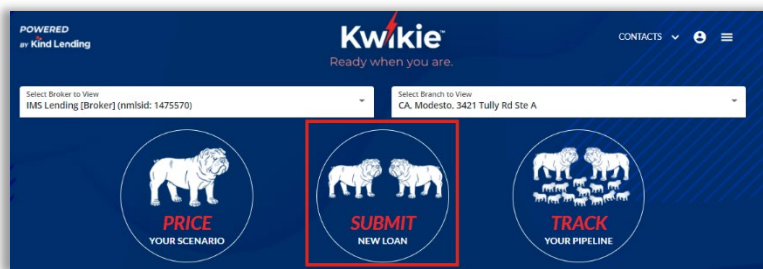 POWERED
BY Kind Lending
Kwikie™
Ready when you are.
CONTACTS
Select Broker to View
IMS Lending [Broker] (nmlsid: 1475570)
Select Branch to View
CA, Modesto, 3421 Tully Rd Ste A
PRICE
YOUR SCENARIO
SUBMIT
NEW LOAN
TRACK
YOUR PIPELINE